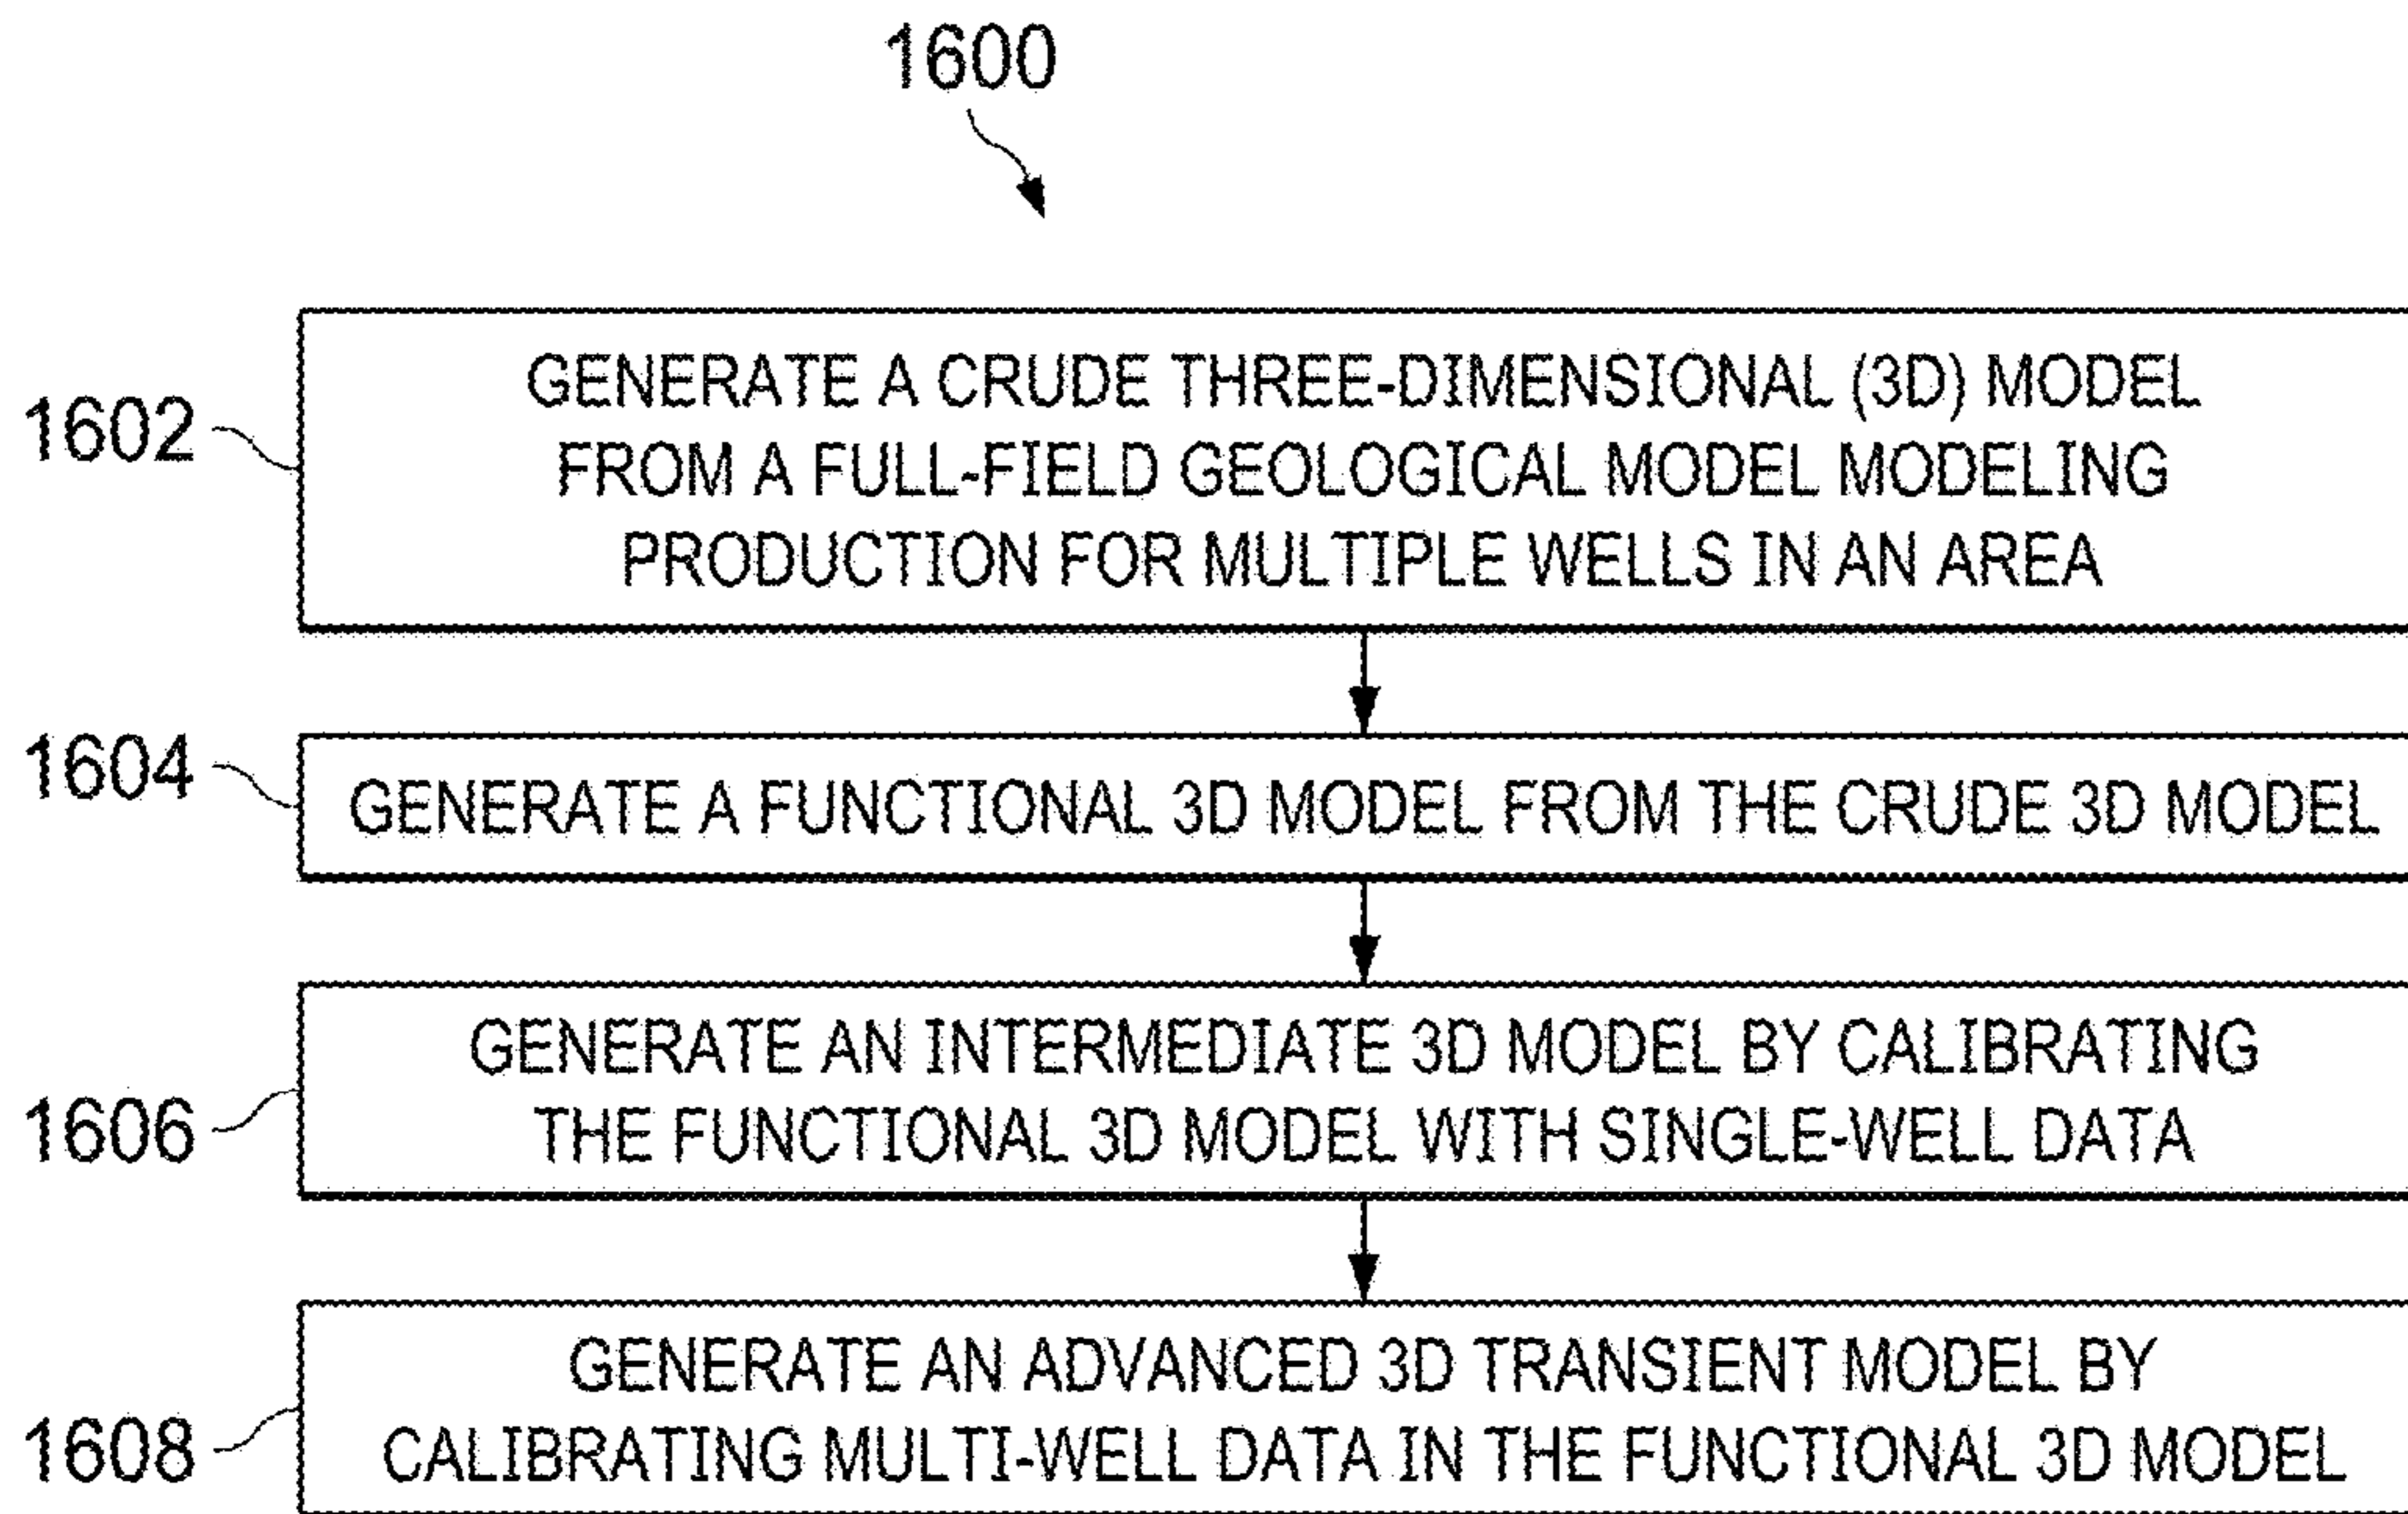 1600
1602
GENERATE A CRUDE THREE-DIMENSIONAL (3D) MODEL
FROM A FULL-FIELD GEOLOGICAL MODEL MODELING
PRODUCTION FOR MULTIPLE WELLS IN AN AREA
1604
GENERATE A FUNCTIONAL 3D MODEL FROM THE CRUDE 3D MODEL
1606
GENERATE AN INTERMEDIATE 3D MODEL BY CALIBRATING
THE FUNCTIONAL 3D MODEL WITH SINGLE-WELL DATA
1608
GENERATE AN ADVANCED 3D TRANSIENT MODEL BY
CALIBRATING MULTI-WELL DATA IN THE FUNCTIONAL 3D MODEL